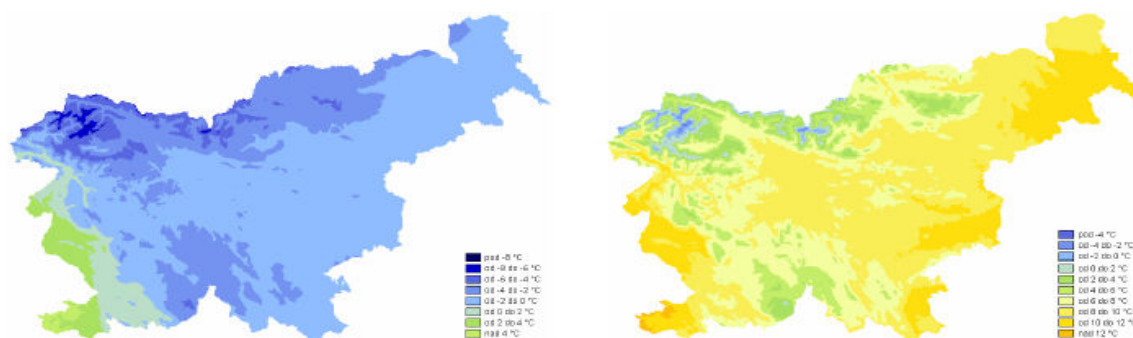 pod -8 °C
od -8 do -6 °C
od -6 do -4 °C
od -4 do -2 °C
od -2 do 0 °C
od 0 do 2 °C
od 2 do 4 °C
nad 4 °C
pod -4 °C
od -4 do -2 °C
od -2 do 0 °C
od 0 do 2 °C
od 2 do 4 °C
od 4 do 6 °C
od 6 do 8 °C
od 8 do 10 °C
od 10 do 12 °C
nad 12 °C